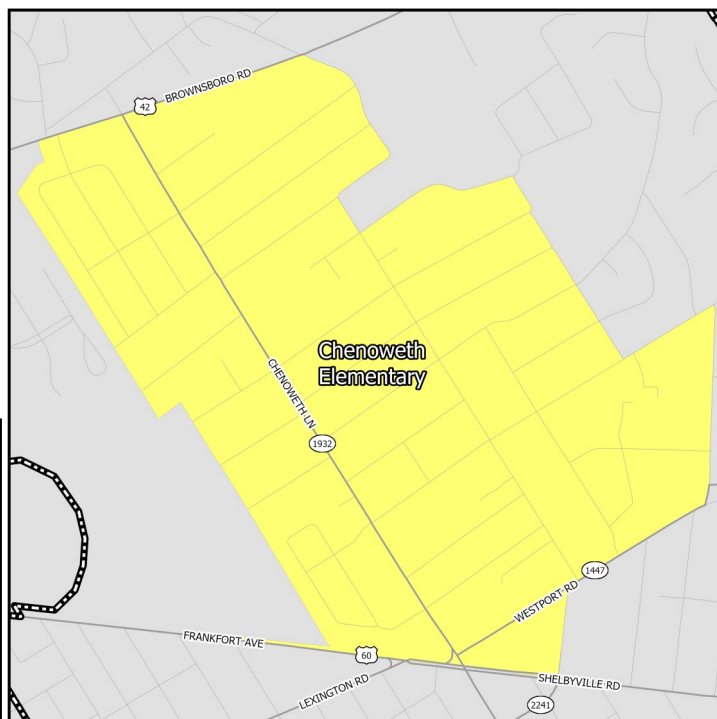 BROWNSBORO RD
42
Chenoweth
Elementary
CHENOWETH LN
1932
1447
WESTPORT RD
FRANKFORT AVE
60
LEXINGTON RD
SHELBYVILLE RD
2241